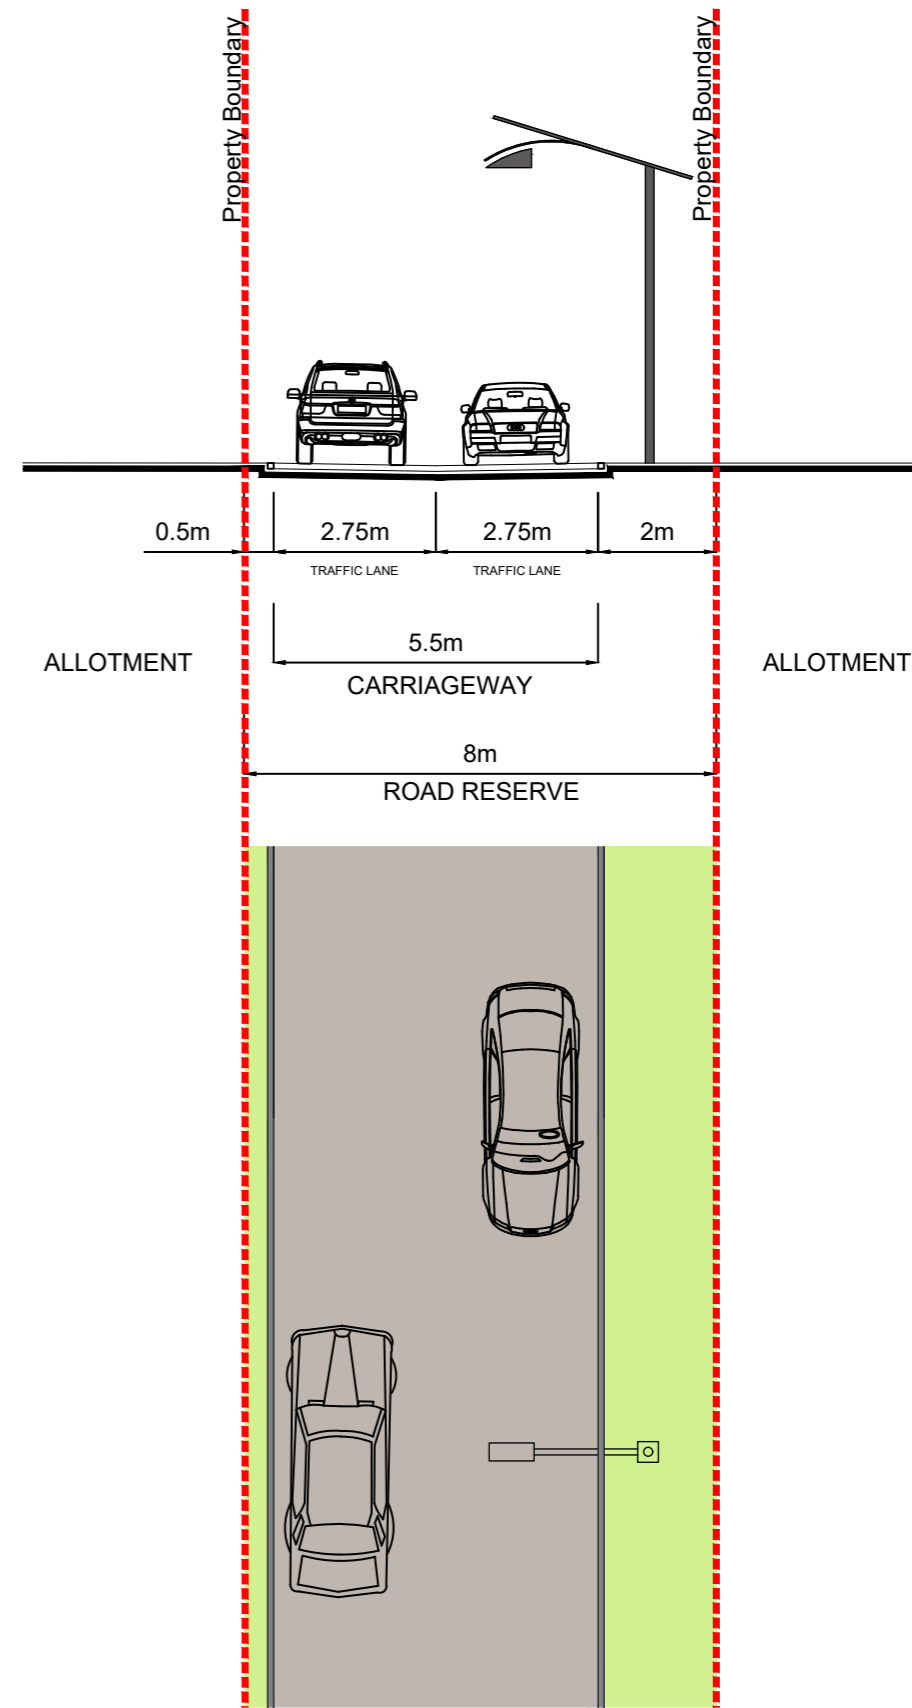 Property Boundary
Property Boundary
0.5m
2.75m
2.75m
2m
TRAFFIC LANE
TRAFFIC LANE
5.5m
ALLOTMENT
ALLOTMENT
CARRIAGEWAY
8m
ROAD RESERVE